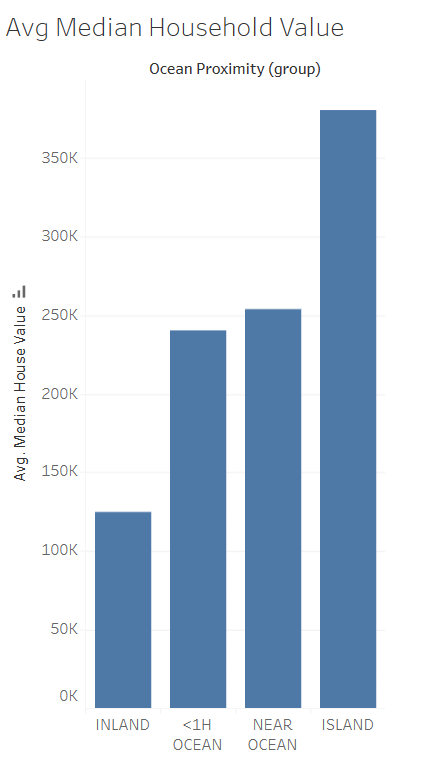 Avg Median Household Value
Ocean Proximity (group)
Avg. Median House Value
350K
300K
250K
200K
150K
100K
50K
0K
INLAND
<1H
OCEAN
NEAR
OCEAN
ISLAND